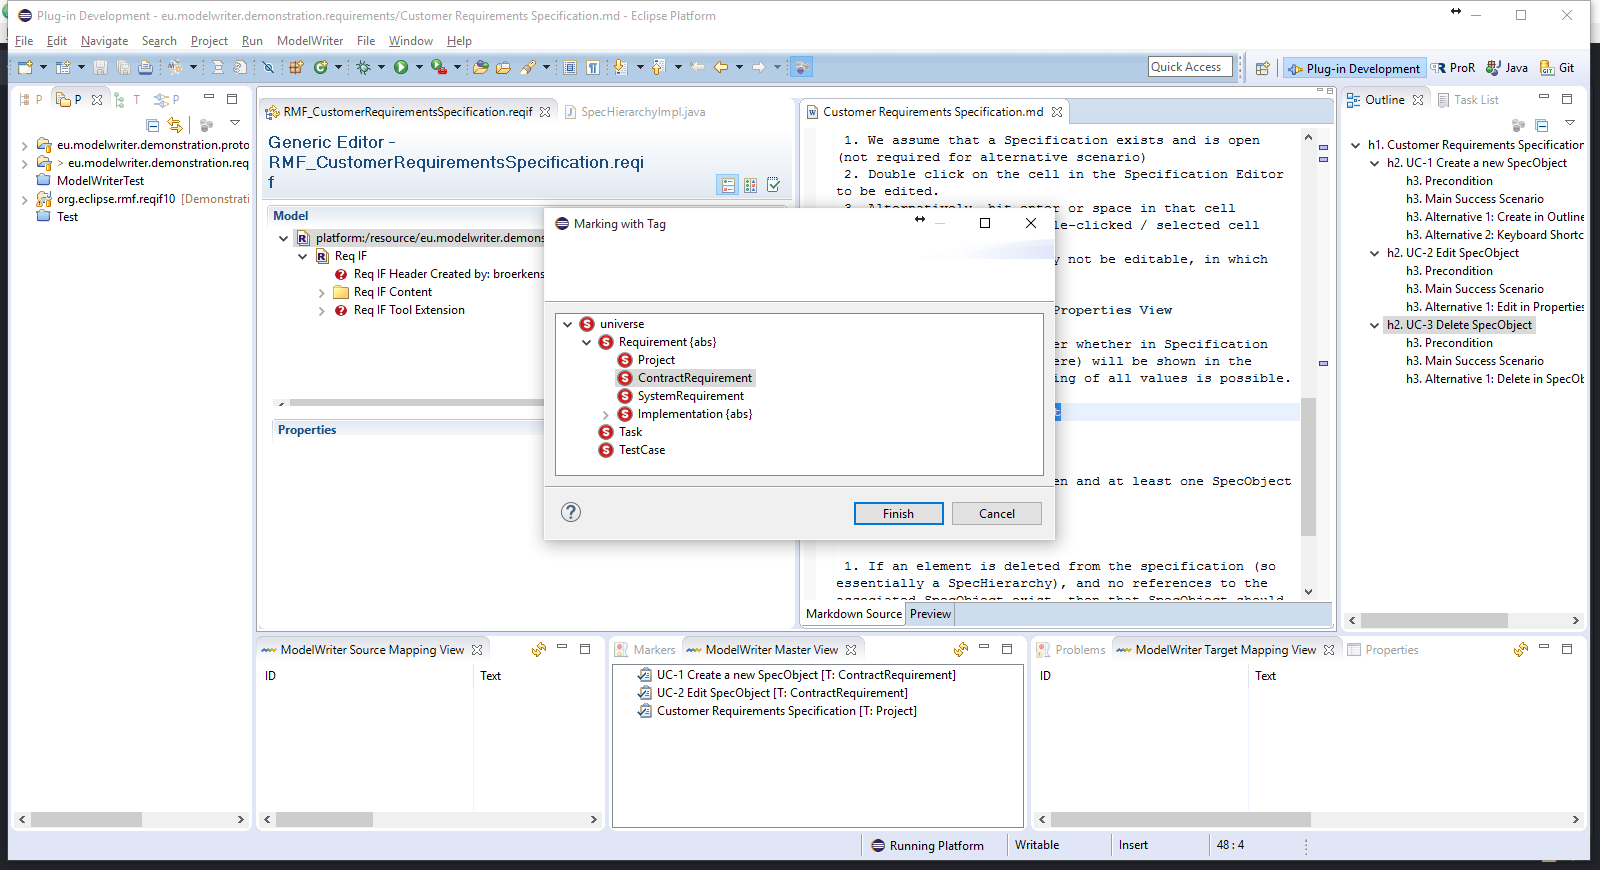 Plug-in Development - eu.modelwriter.demonstration.requirements/Customer Requirements Specification.md - Eclipse Platform
File Edit Navigate Search Project Run ModelWriter File Window Help
Quick Access
Plug-in Development
ProR
Java
Git
P
P
T
P
eu.modelwriter.demonstration.proto
> eu.modelwriter.demonstration.req
ModelWriterTest
org.eclipse.rmf.reqif10 [Demonstrati
Test
RMF_CustomerRequirementsSpecification.reqif
SpecHierarchyImpl.java
Generic Editor -
RMF_CustomerRequirementsSpecification.reqi
f
Model
platform:/resource/eu.modelwriter.demons
Req IF
Req IF Header Created by: broerkens
Req IF Content
Req IF Tool Extension
Properties
Customer Requirements Specification.md
1. We assume that a Specification exists and is open
(not required for alternative scenario)
2. Double click on the cell in the Specification Editor
to be edited.
3. Alternatively, hit enter or space in that cell
le-clicked / selected cell
y not be editable, in which
Properties View
er whether in Specification
ere) will be shown in the
ing of all values is possible.
t
en and at least one SpecObject
1. If an element is deleted from the specification (so
essentially a SpecHierarchy), and no references to the
associated SpecObject exist, then that SpecObject should
Markdown Source
Preview
Marking with Tag
universe
Requirement {abs}
Project
ContractRequirement
SystemRequirement
Implementation {abs}
Task
TestCase
Finish
Cancel
Outline
Task List
h1. Customer Requirements Specification
h2. UC-1 Create a new SpecObject
h3. Precondition
h3. Main Success Scenario
h3. Alternative 1: Create in Outline
h3. Alternative 2: Keyboard Shortc
h2. UC-2 Edit SpecObject
h3. Precondition
h3. Main Success Scenario
h3. Alternative 1: Edit in Properties
h2. UC-3 Delete SpecObject
h3. Precondition
h3. Main Success Scenario
h3. Alternative 1: Delete in SpecOb
ModelWriter Source Mapping View
ID
Text
Markers
ModelWriter Master View
UC-1 Create a new SpecObject [T: ContractRequirement]
UC-2 Edit SpecObject [T: ContractRequirement]
Customer Requirements Specification [T: Project]
Problems
ModelWriter Target Mapping View
Properties
ID
Text
Running Platform
Writable
Insert
48 : 4